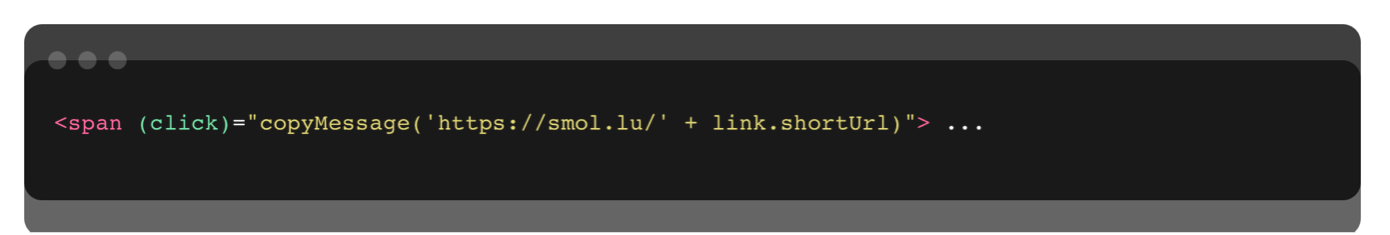 <span (click)="copyMessage('https://smol.lu/' + link.shortUrl)"> ...